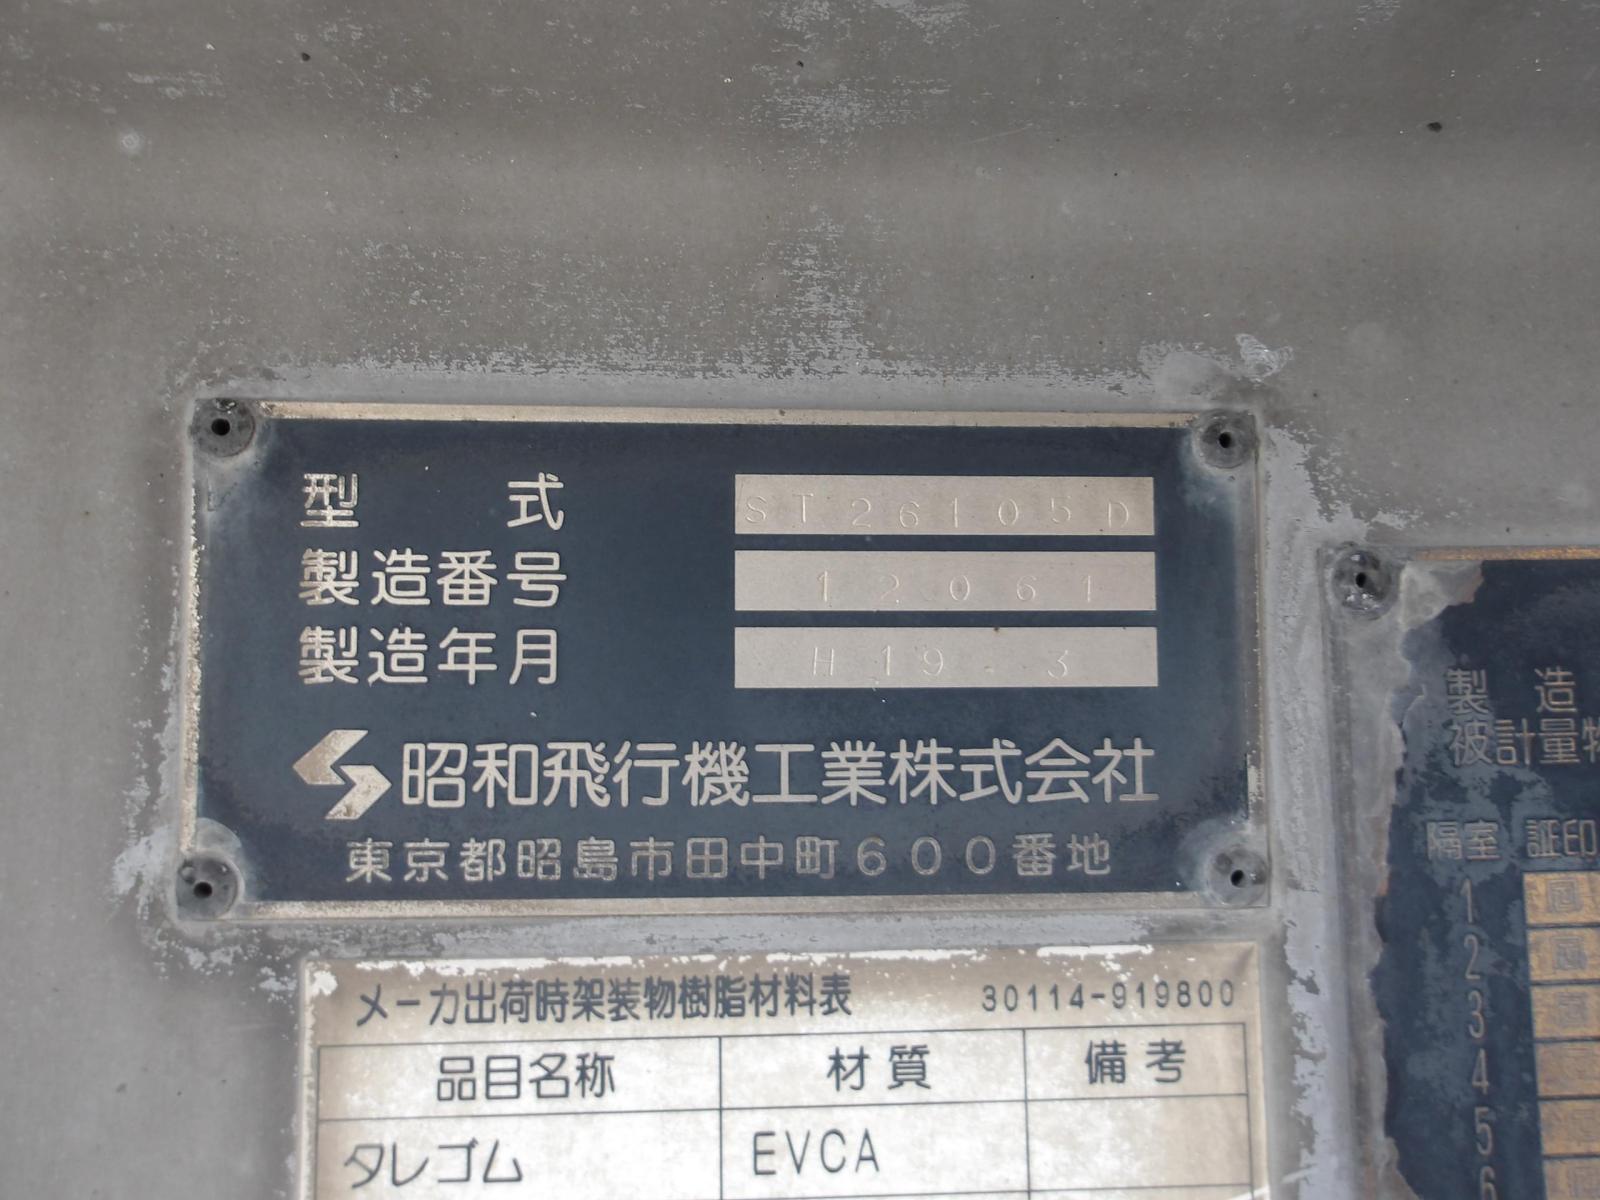 型式 ST26105D
製造番号 12061
製造年月 H19.3
昭和飛行機工業株式会社
東京都昭島市田中町600番地
メーカ出荷時架装物樹脂材料表 30114-919800
品目名称 材質 備考
タレゴム EVCA
製造
被計量物
隔室 証印
1
2
3
4
5
6